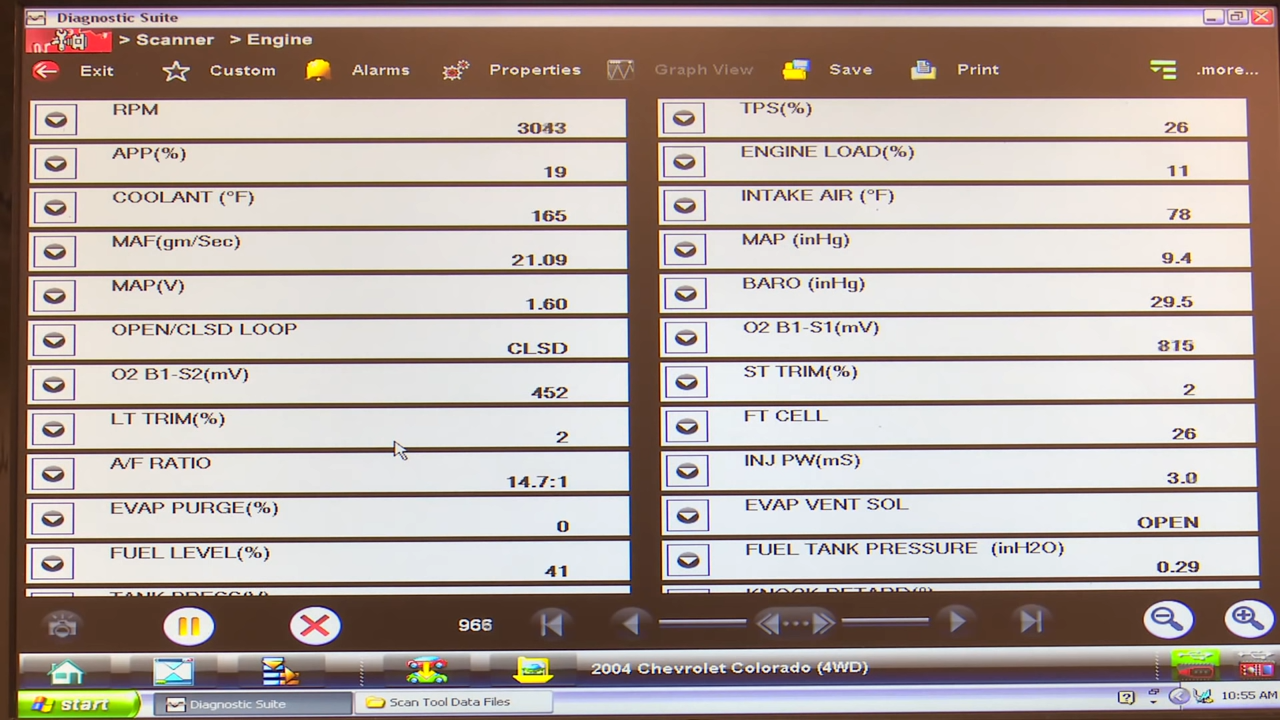 Diagnostic Suite
> Scanner > Engine
Exit Custom Alarms Properties Graph View Save Print .more...
RPM 3043 TPS(%) 26
APP(%) 19 ENGINE LOAD(%) 11
COOLANT (°F) 165 INTAKE AIR (°F) 78
MAF(gm/Sec) 21.09 MAP (inHg) 9.4
MAP(V) 1.60 BARO (inHg) 29.5
OPEN/CLSD LOOP CLSD O2 B1-S1(mV) 815
O2 B1-S2(mV) 452 ST TRIM(%) 2
LT TRIM(%) 2 FT CELL 26
A/F RATIO 14.7:1 INJ PW(mS) 3.0
EVAP PURGE(%) 0 EVAP VENT SOL OPEN
FUEL LEVEL(%) 41 FUEL TANK PRESSURE (inH2O) 0.29
TANK PRES(V) KNOCK RETARD(°)
966
2004 Chevrolet Colorado (4WD)
start Diagnostic Suite Scan Tool Data Files 10:55 AM